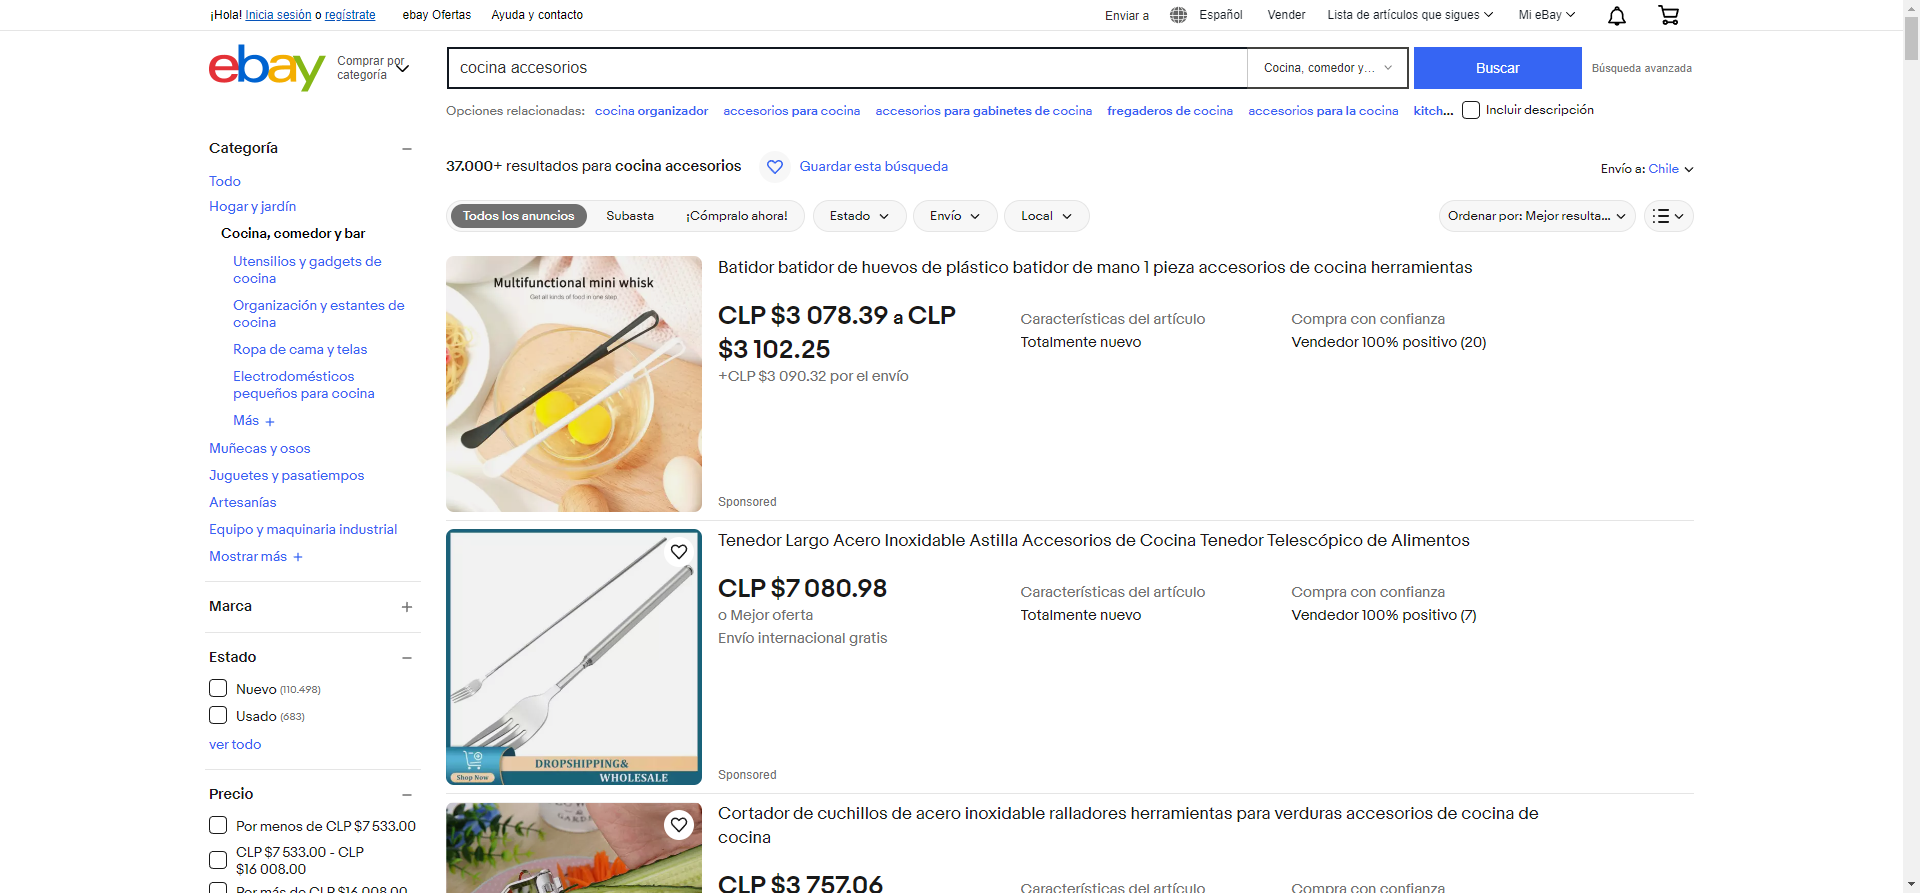 ¡Hola! Inicia sesión o regístrate
ebay Ofertas
Ayuda y contacto
Enviar a
Español
Vender
Lista de artículos que sigues
Mi eBay
ebay
Comprar por
categoría
cocina accesorios
Cocina, comedor y...
Buscar
Búsqueda avanzada
Opciones relacionadas: cocina organizador accesorios para cocina accesorios para gabinetes de cocina fregaderos de cocina accesorios para la cocina kitch...
Incluir descripción
Categoría
Todo
Hogar y jardín
Cocina, comedor y bar
Utensilios y gadgets de
cocina
Organización y estantes de
cocina
Ropa de cama y telas
Electrodomésticos
pequeños para cocina
Más +
Muñecas y osos
Juguetes y pasatiempos
Artesanías
Equipo y maquinaria industrial
Mostrar más +
Marca
Estado
Nuevo (110.498)
Usado (683)
ver todo
Precio
Por menos de CLP $7 533.00
CLP $7 533.00 - CLP
$16 008.00
Por más de CLP $16 008.00
37.000+ resultados para cocina accesorios
Guardar esta búsqueda
Envío a: Chile
Todos los anuncios
Subasta
¡Cómpralo ahora!
Estado
Envío
Local
Ordenar por: Mejor resulta...
Multifunctional mini whisk
Get all kinds of food in one step
Batidor batidor de huevos de plástico batidor de mano 1 pieza accesorios de cocina herramientas
CLP $3 078.39 a CLP
$3 102.25
+CLP $3 090.32 por el envío
Características del artículo
Totalmente nuevo
Compra con confianza
Vendedor 100% positivo (20)
Sponsored
Shop Now
DROPSHIPPING&
WHOLESALE
Tenedor Largo Acero Inoxidable Astilla Accesorios de Cocina Tenedor Telescópico de Alimentos
CLP $7 080.98
o Mejor oferta
Envío internacional gratis
Características del artículo
Totalmente nuevo
Compra con confianza
Vendedor 100% positivo (7)
Sponsored
Cortador de cuchillos de acero inoxidable ralladores herramientas para verduras accesorios de cocina de
cocina
CLP $3 757.06
Características del artículo
Compra con confianza